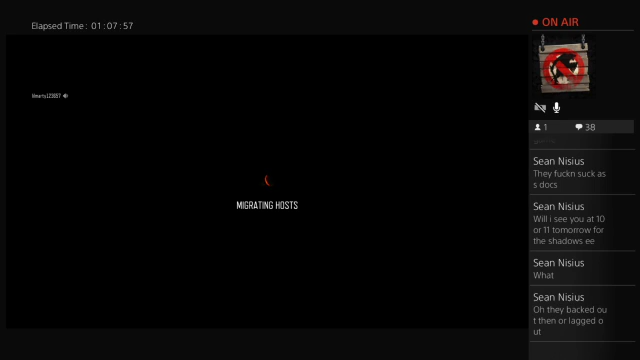 Elapsed Time: 01:07:57
ON AIR
MIGRATING HOSTS
1
38
Sean Nisius
They fuckn suck as
s docs
Sean Nisius
Will i see you at 10
or 11 tomorrow for
the shadows ee
Sean Nisius
What
Sean Nisius
Oh they backed ou
t then or lagged o
ut